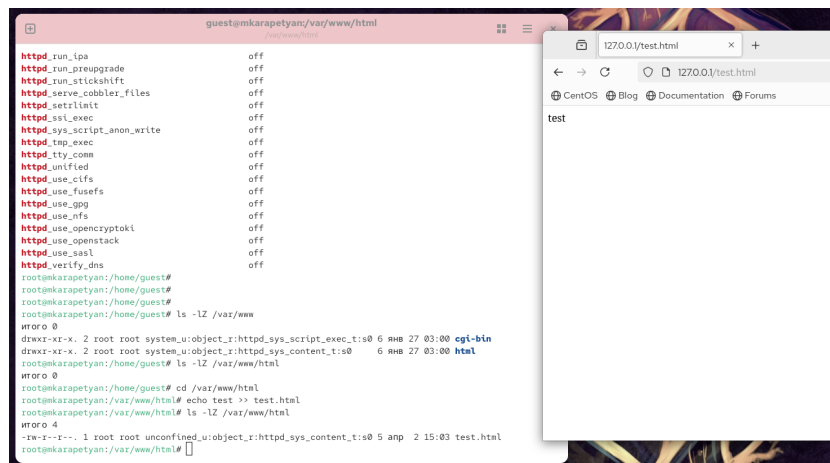 guest@mkarapetyan:/var/www/html
/var/www/html
httpd_run_ipa off
httpd_run_preupgrade off
httpd_run_stickshift off
httpd_serve_cobbler_files off
httpd_setrlimit off
httpd_ssi_exec off
httpd_sys_script_anon_write off
httpd_tmp_exec off
httpd_tty_comm off
httpd_unified off
httpd_use_cifs off
httpd_use_fusefs off
httpd_use_gpg off
httpd_use_nfs off
httpd_use_opencryptoki off
httpd_use_openstack off
httpd_use_sasl off
httpd_verify_dns off
root@mkarapetyan:/home/guest#
root@mkarapetyan:/home/guest#
root@mkarapetyan:/home/guest#
root@mkarapetyan:/home/guest# ls -lZ /var/www
итого 0
drwxr-xr-x. 2 root root system_u:object_r:httpd_sys_script_exec_t:s0 6 янв 27 03:00 cgi-bin
drwxr-xr-x. 2 root root system_u:object_r:httpd_sys_content_t:s0 6 янв 27 03:00 html
root@mkarapetyan:/home/guest# ls -lZ /var/www/html
итого 0
root@mkarapetyan:/home/guest# cd /var/www/html
root@mkarapetyan:/var/www/html# echo test >> test.html
root@mkarapetyan:/var/www/html# ls -lZ /var/www/html
итого 4
-rw-r--r--. 1 root root unconfined_u:object_r:httpd_sys_content_t:s0 5 апр 2 15:03 test.html
root@mkarapetyan:/var/www/html#
127.0.0.1/test.html
127.0.0.1/test.html
CentOS Blog Documentation Forums
test